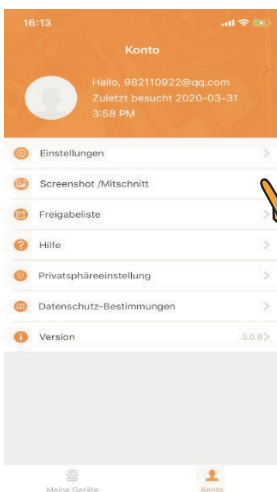 16:13
Konto
Hallo, 982110922@qq.com
Zuletzt besucht 2020-03-31
3:58 PM
Einstellungen
Screenshot /Mitschnitt
Freigabeliste
Hilfe
Privatsphäreeinstellung
Datenschutz-Bestimmungen
Version 3.0.8
Meine Geräte Konto